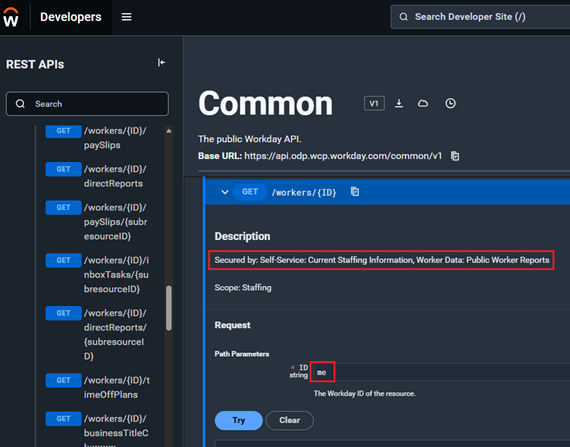 W
Developers
Search Developer Site (/)
REST APIs
Search
GET /workers/{ID}/
paySlips
GET /workers/{ID}/
directReports
GET /workers/{ID}/
paySlips/{subr
esourceID}
GET /workers/{ID}/i
nboxTasks/{su
bresourceID}
GET /workers/{ID}/
directReports/
{subresourceI
D}
GET /workers/{ID}/t
imeOffPlans
GET /workers/{ID}/
businessTitleC
Common
V1
The public Workday API.
Base URL: https://api.odp.wcp.workday.com/common/v1
GET /workers/{ID}
Description
Secured by: Self-Service: Current Staffing Information, Worker Data: Public Worker Reports
Scope: Staffing
Request
Path Parameters
* ID
string
me
The Workday ID of the resource.
Try
Clear